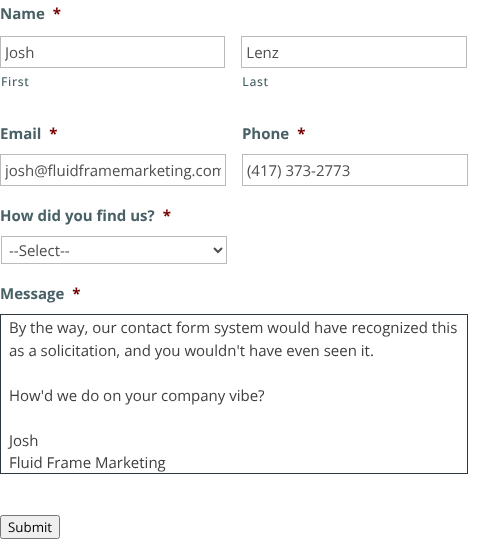 Name *
Josh Lenz
First Last
Email * Phone *
josh@fluidframemarketing.com (417) 373-2773
How did you find us? *
--Select--
Message *
By the way, our contact form system would have recognized this
as a solicitation, and you wouldn't have even seen it.
How'd we do on your company vibe?
Josh
Fluid Frame Marketing
Submit